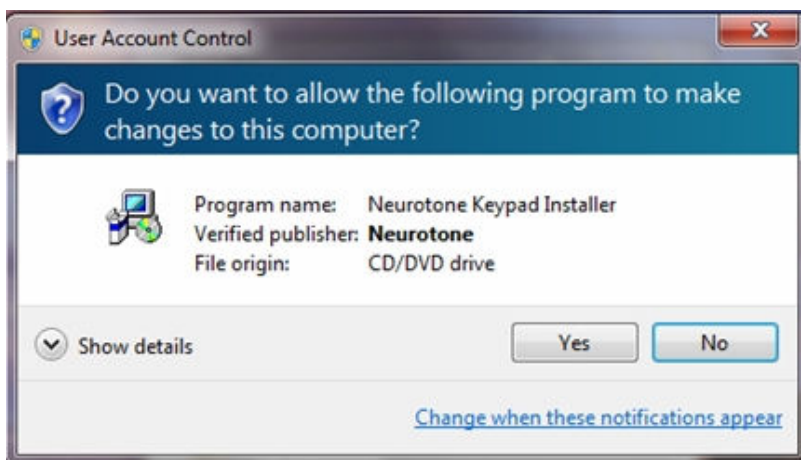 User Account Control
Do you want to allow the following program to make
changes to this computer?
Program name: Neurotone Keypad Installer
Verified publisher: Neurotone
File origin: CD/DVD drive
Show details
Yes
No
Change when these notifications appear